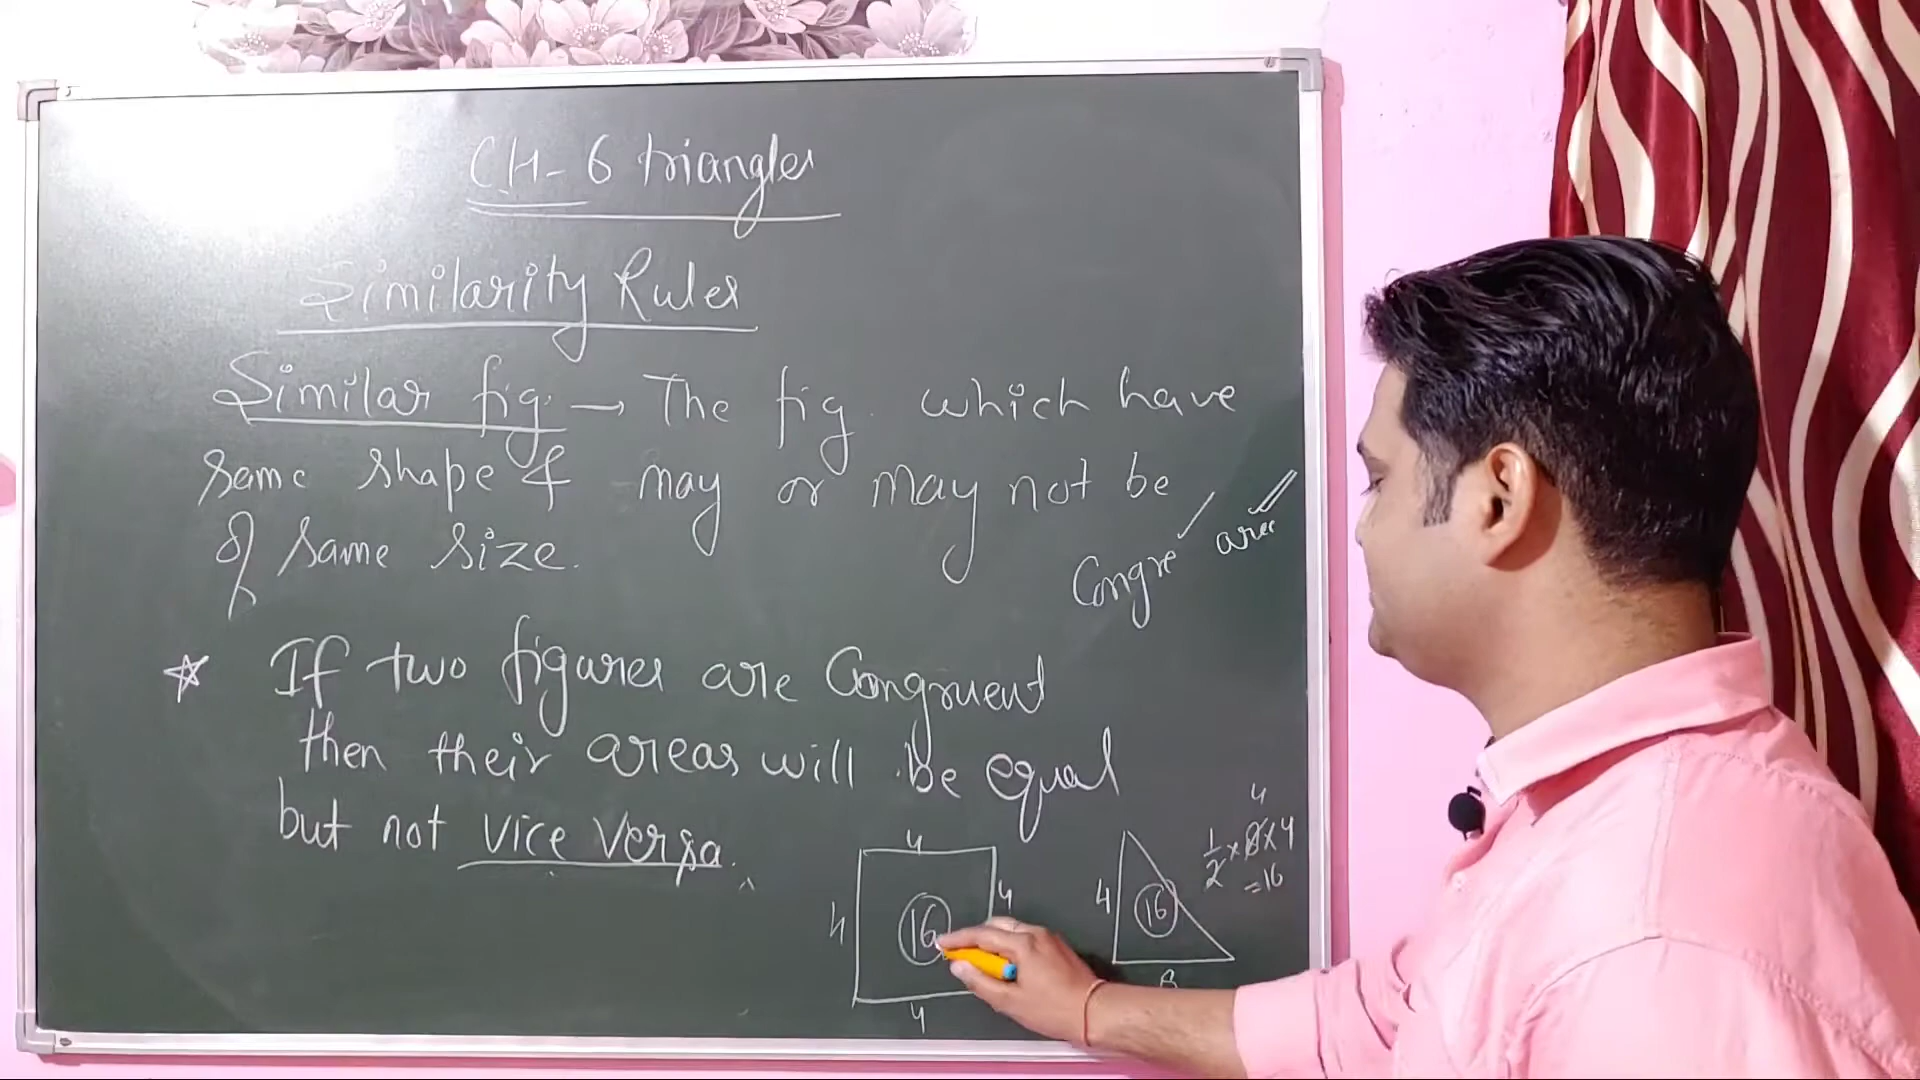 CH-6 triangles
Similarity Rules
Similar fig. → The fig. which have
same shape & may or may not be
of same size.
Congre area
☆ If two figures are Congruent
then their areas will be equal
but not vice versa.
4
4
16
4
4
4
16
8
4
1/2 × 8 × 4
= 16